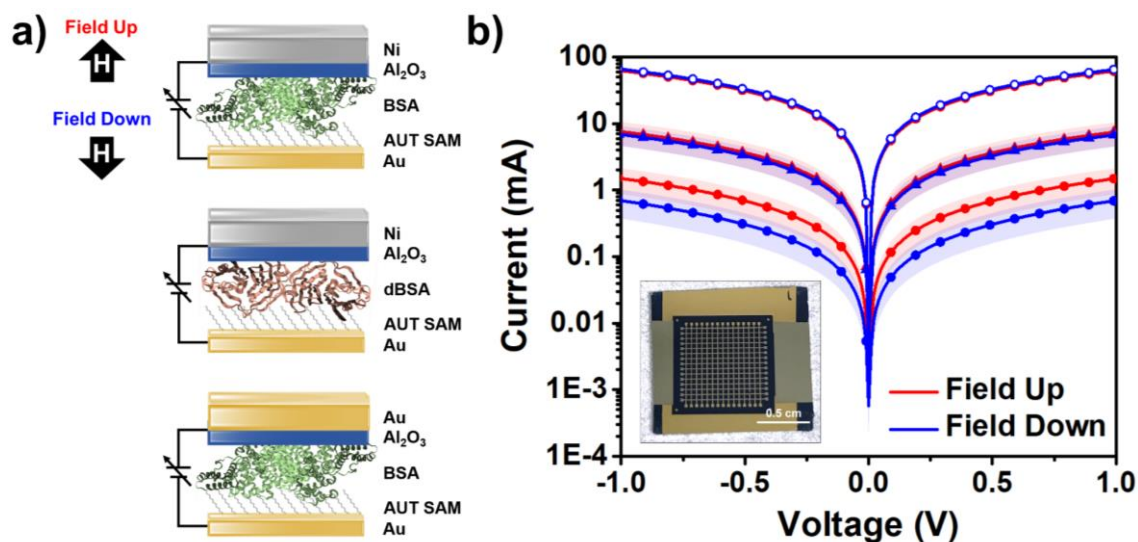 a)
Field Up
H
Field Down
H
Ni
Al₂O₃
BSA
AUT SAM
Au
Ni
Al₂O₃
dBSA
AUT SAM
Au
Au
Al₂O₃
BSA
AUT SAM
Au
b)
100
10
1
0.1
0.01
1E-3
1E-4
Current (mA)
0.5 cm
Field Up
Field Down
-1.0
-0.5
0.0
0.5
1.0
Voltage (V)